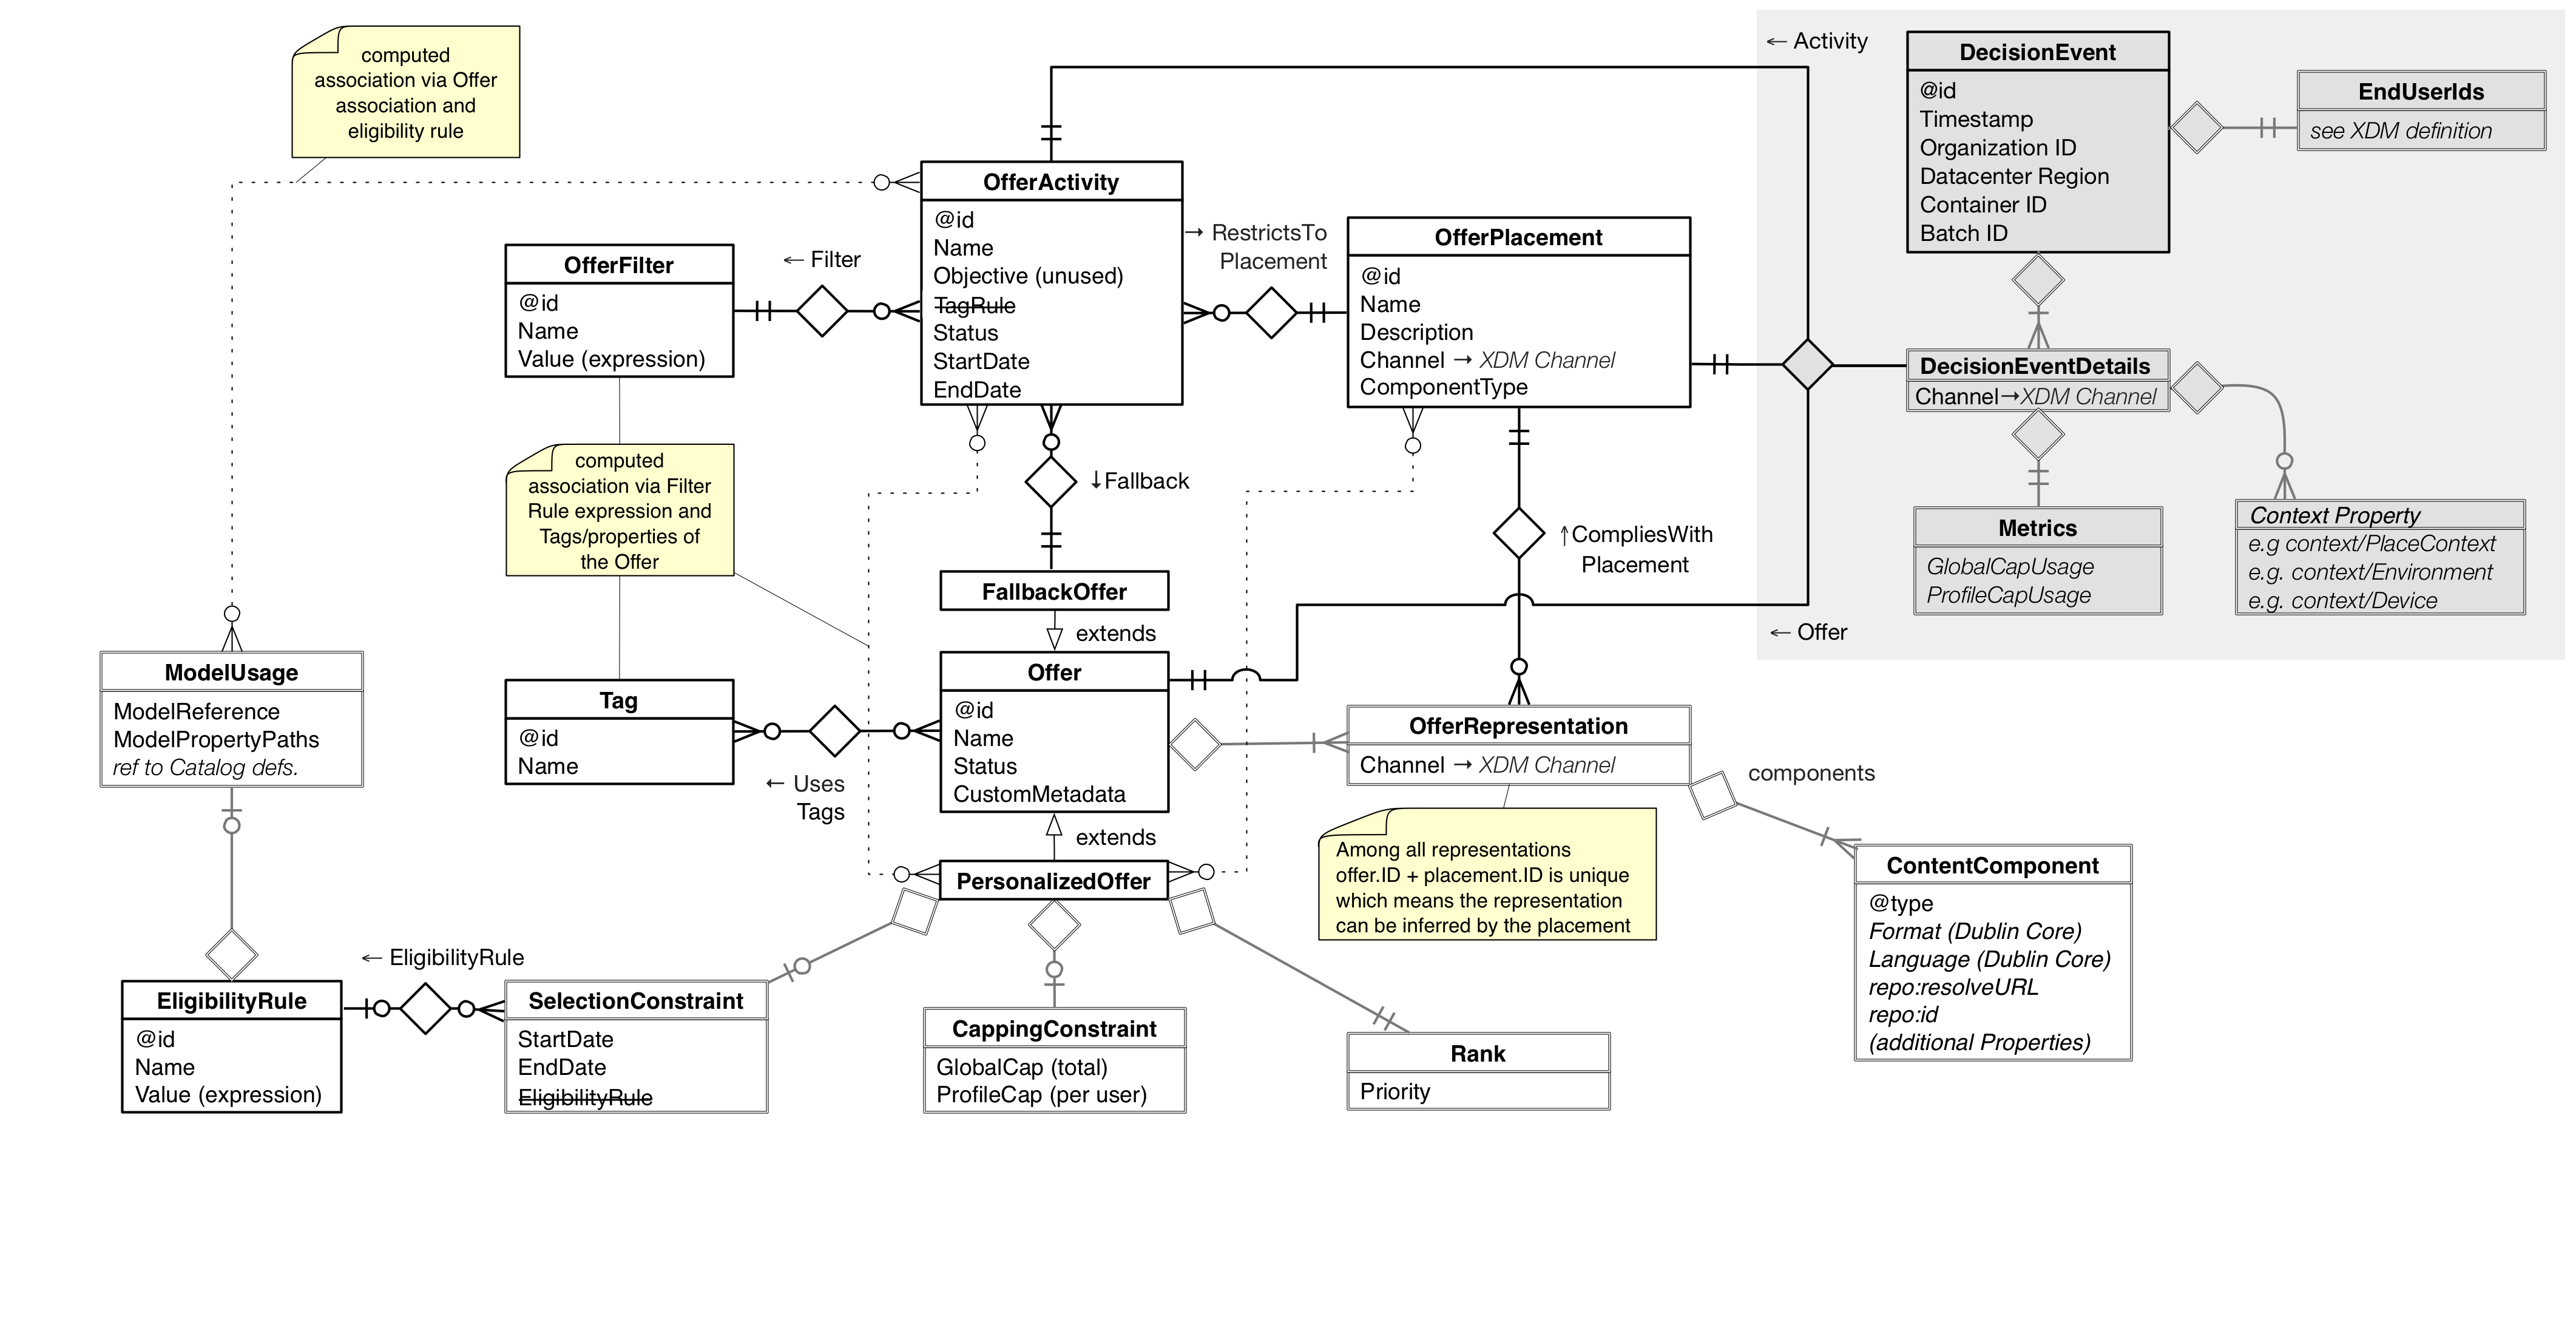 computed
association via Offer
association and
eligibility rule
← Activity
DecisionEvent
@id
Timestamp
Organization ID
Datacenter Region
Container ID
Batch ID
EndUserIds
see XDM definition
OfferActivity
@id
Name
Objective (unused)
TagRule
Status
StartDate
EndDate
→ RestrictsTo
Placement
OfferPlacement
@id
Name
Description
Channel → XDM Channel
ComponentType
OfferFilter
@id
Name
Value (expression)
← Filter
DecisionEventDetails
Channel→XDM Channel
computed
association via Filter
Rule expression and
Tags/properties of
the Offer
↓Fallback
↑CompliesWith
Placement
Metrics
GlobalCapUsage
ProfileCapUsage
Context Property
e.g context/PlaceContext
e.g. context/Environment
e.g. context/Device
FallbackOffer
extends
← Offer
ModelUsage
ModelReference
ModelPropertyPaths
ref to Catalog defs.
Tag
@id
Name
← Uses
Tags
Offer
@id
Name
Status
CustomMetadata
extends
OfferRepresentation
Channel → XDM Channel
components
Among all representations
offer.ID + placement.ID is unique
which means the representation
can be inferred by the placement
PersonalizedOffer
ContentComponent
@type
Format (Dublin Core)
Language (Dublin Core)
repo:resolveURL
repo:id
(additional Properties)
← EligibilityRule
EligibilityRule
@id
Name
Value (expression)
SelectionConstraint
StartDate
EndDate
EligibilityRule
CappingConstraint
GlobalCap (total)
ProfileCap (per user)
Rank
Priority